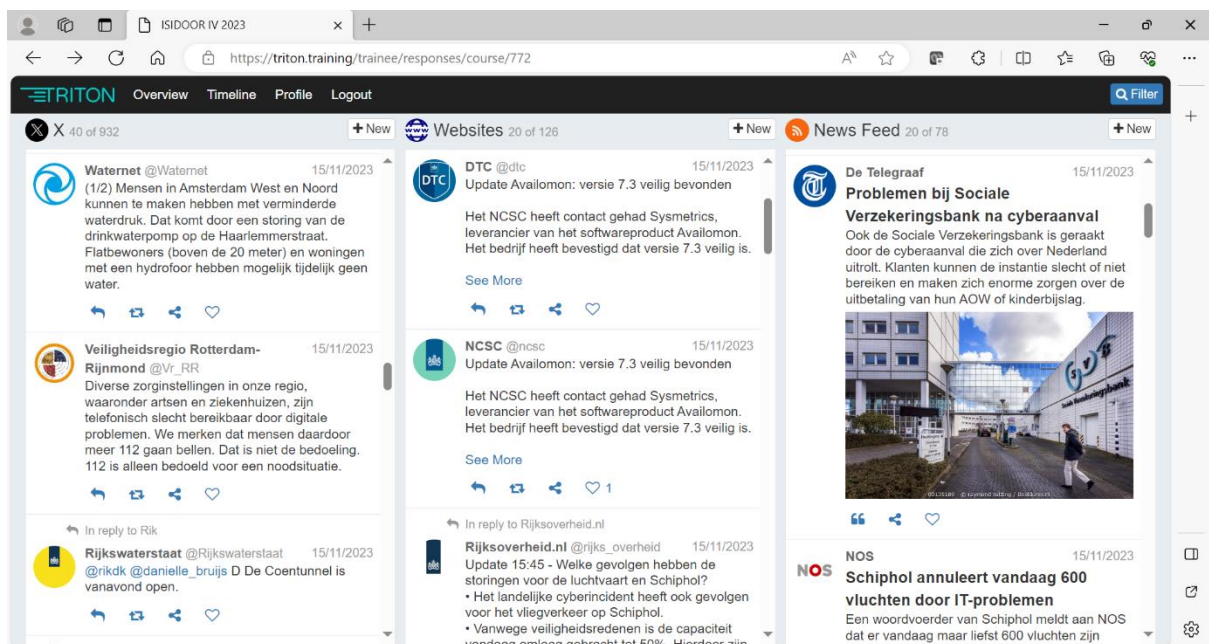 ISIDOOR IV 2023
https://triton.training/trainee/responses/course/772
TRITON Overview Timeline Profile Logout Filter
X 40 of 932 + New
Waternet @Waternet 15/11/2023
(1/2) Mensen in Amsterdam West en Noord
kunnen te maken hebben met verminderde
waterdruk. Dat komt door een storing van de
drinkwaterpomp op de Haarlemmerstraat.
Flatbewoners (boven de 20 meter) en woningen
met een hydrofoor hebben mogelijk tijdelijk geen
water.
Veiligheidsregio Rotterdam- 15/11/2023
Rijnmond @Vr_RR
Diverse zorginstellingen in onze regio,
waaronder artsen en ziekenhuizen, zijn
telefonisch slecht bereikbaar door digitale
problemen. We merken dat mensen daardoor
meer 112 gaan bellen. Dat is niet de bedoeling.
112 is alleen bedoeld voor een noodsituatie.
In reply to Rik
Rijkswaterstaat @Rijkswaterstaat 15/11/2023
@rikdk @danielle_bruijs D De Coentunnel is
vanavond open.
Websites 20 of 126 + New
DTC
DTC @dtc 15/11/2023
Update Availomon: versie 7.3 veilig bevonden
Het NCSC heeft contact gehad Sysmetrics,
leverancier van het softwareproduct Availomon.
Het bedrijf heeft bevestigd dat versie 7.3 veilig is.
See More
NCSC @ncsc 15/11/2023
Update Availomon: versie 7.3 veilig bevonden
Het NCSC heeft contact gehad Sysmetrics,
leverancier van het softwareproduct Availomon.
Het bedrijf heeft bevestigd dat versie 7.3 veilig is.
See More
1
In reply to Rijksoverheid.nl
Rijksoverheid.nl @rijks_overheid 15/11/2023
Update 15:45 - Welke gevolgen hebben de
storingen voor de luchtvaart en Schiphol?
• Het landelijke cyberincident heeft ook gevolgen
voor het vliegverkeer op Schiphol.
• Vanwege veiligheidsredenen is de capaciteit
News Feed 20 of 78 + New
De Telegraaf 15/11/2023
Problemen bij Sociale
Verzekeringsbank na cyberaanval
Ook de Sociale Verzekeringsbank is geraakt
door de cyberaanval die zich over Nederland
uitrolt. Klanten kunnen de instantie slecht of niet
bereiken en maken zich enorme zorgen over de
uitbetaling van hun AOW of kinderbijslag.
SVB
Sociale Verzekeringsbank
NOS
NOS 15/11/2023
Schiphol annuleert vandaag 600
vluchten door IT-problemen
Een woordvoerder van Schiphol meldt aan NOS
dat er vandaag maar liefst 600 vluchten zijn